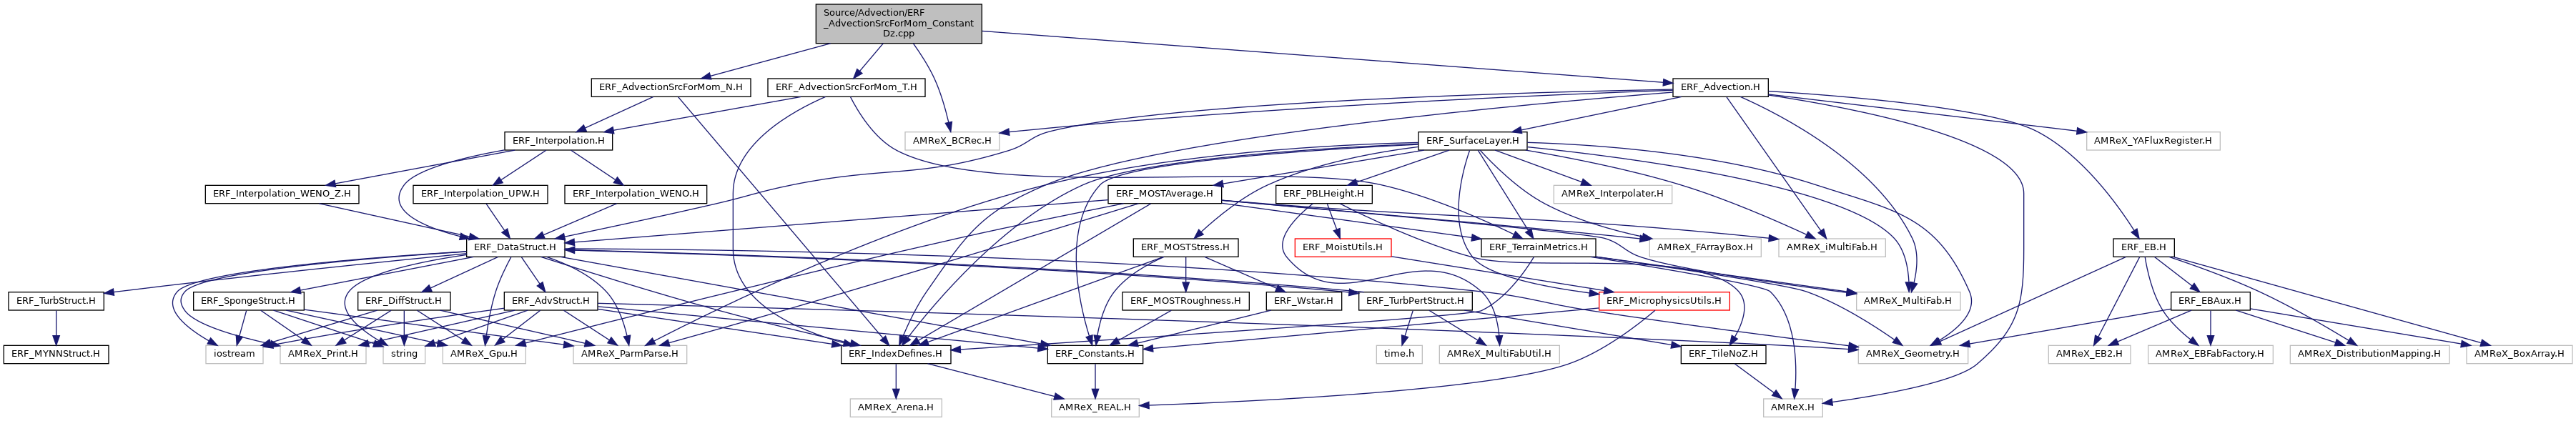 Source/Advection/ERF
_AdvectionSrcForMom_Constant
Dz.cpp
ERF_AdvectionSrcForMom_N.H
ERF_AdvectionSrcForMom_T.H
ERF_Advection.H
ERF_Interpolation.H
AMReX_BCRec.H
ERF_SurfaceLayer.H
AMReX_YAFluxRegister.H
ERF_Interpolation_WENO_Z.H
ERF_Interpolation_UPW.H
ERF_Interpolation_WENO.H
ERF_MOSTAverage.H
ERF_PBLHeight.H
AMReX_Interpolater.H
ERF_DataStruct.H
ERF_MOSTStress.H
ERF_MoistUtils.H
ERF_TerrainMetrics.H
AMReX_FArrayBox.H
AMReX_iMultiFab.H
ERF_EB.H
ERF_TurbStruct.H
ERF_SpongeStruct.H
ERF_DiffStruct.H
ERF_AdvStruct.H
ERF_MOSTRoughness.H
ERF_Wstar.H
ERF_TurbPertStruct.H
ERF_MicrophysicsUtils.H
AMReX_MultiFab.H
ERF_EBAux.H
ERF_MYNNStruct.H
iostream
AMReX_Print.H
string
AMReX_Gpu.H
AMReX_ParmParse.H
ERF_IndexDefines.H
ERF_Constants.H
time.h
AMReX_MultiFabUtil.H
ERF_TileNoZ.H
AMReX_Geometry.H
AMReX_EB2.H
AMReX_EBFabFactory.H
AMReX_DistributionMapping.H
AMReX_BoxArray.H
AMReX_Arena.H
AMReX_REAL.H
AMReX.H